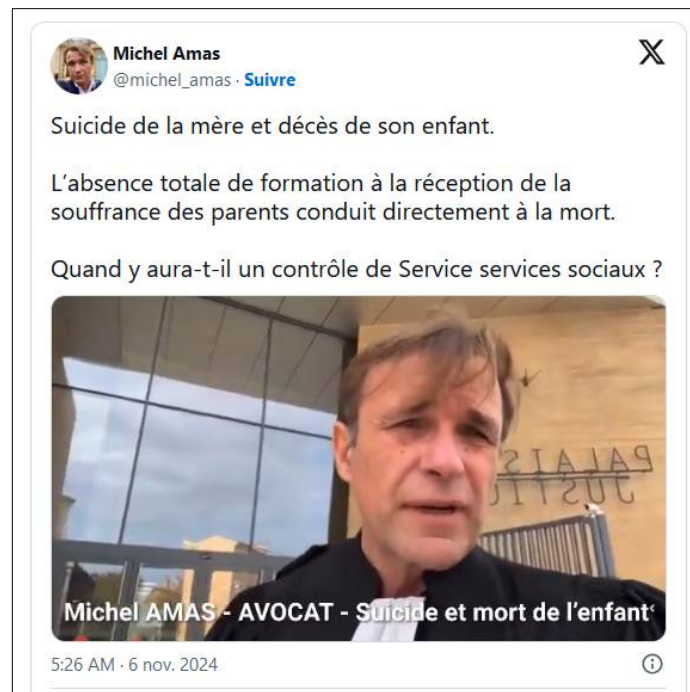 Michel Amas
@michel_amas · Suivre
Suicide de la mère et décès de son enfant.
L’absence totale de formation à la réception de la
souffrance des parents conduit directement à la mort.
Quand y aura-t-il un contrôle de Service services sociaux ?
PALAIS
JUSTIC
Michel AMAS - AVOCAT - Suicide et mort de l’enfant
5:26 AM · 6 nov. 2024